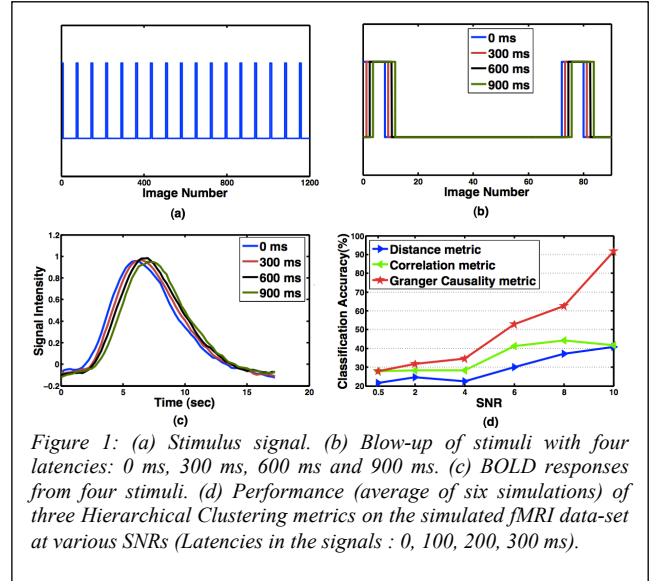 0 400 800 1200
Image Number
(a)
0 ms
300 ms
600 ms
900 ms
0 20 40 60 80
Image Number
(b)
1.2
1
0.8
0.6
0.4
0.2
0
−0.2
Signal Intensity
0 ms
300 ms
600 ms
900 ms
0 5 10 15 20
Time (sec)
(c)
Classification Accuracy(%)
100
90
80
70
60
50
40
30
20
Distance metric
Correlation metric
Granger Causality metric
0.5 2 4 6 8 10
SNR
(d)
Figure 1: (a) Stimulus signal. (b) Blow-up of stimuli with four
latencies: 0 ms, 300 ms, 600 ms and 900 ms. (c) BOLD responses
from four stimuli. (d) Performance (average of six simulations) of
three Hierarchical Clustering metrics on the simulated fMRI data-set
at various SNRs (Latencies in the signals : 0, 100, 200, 300 ms).